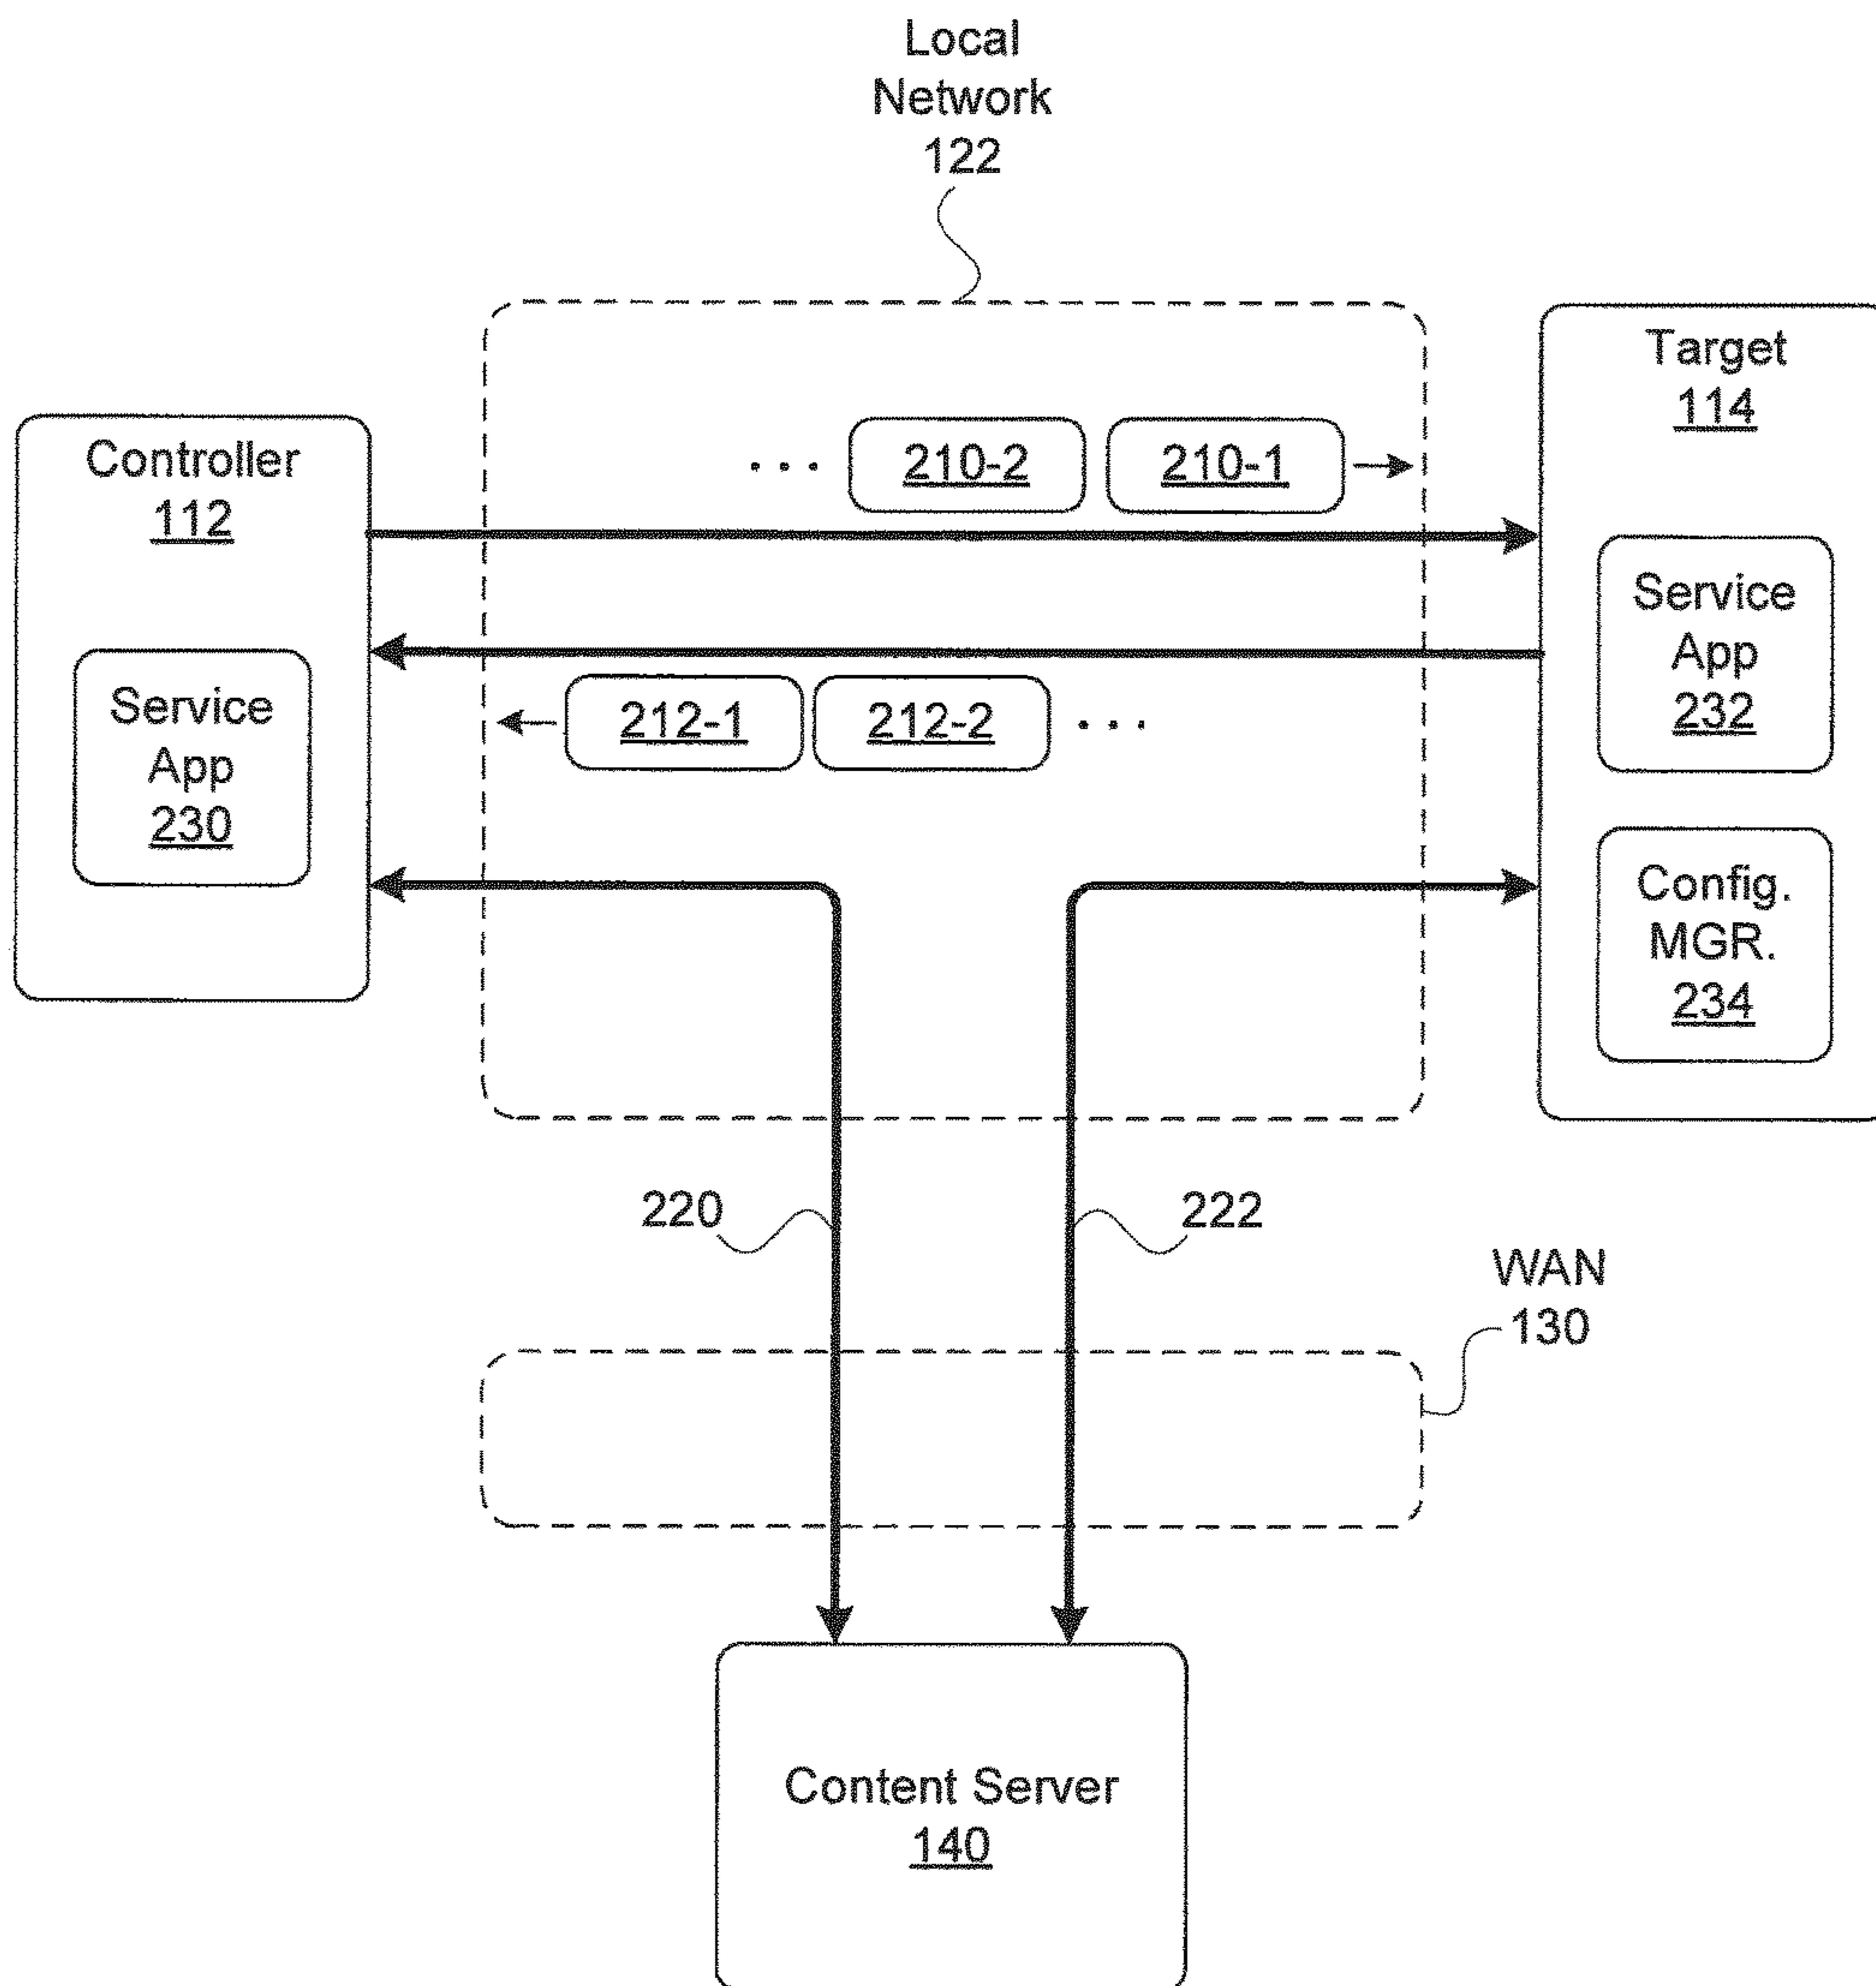 Local
Network
122
Controller
112
Service
App
230
... 210-2 210-1
212-1 212-2 ...
Target
114
Service
App
232
Config.
MGR.
234
220
222
WAN
130
Content Server
140